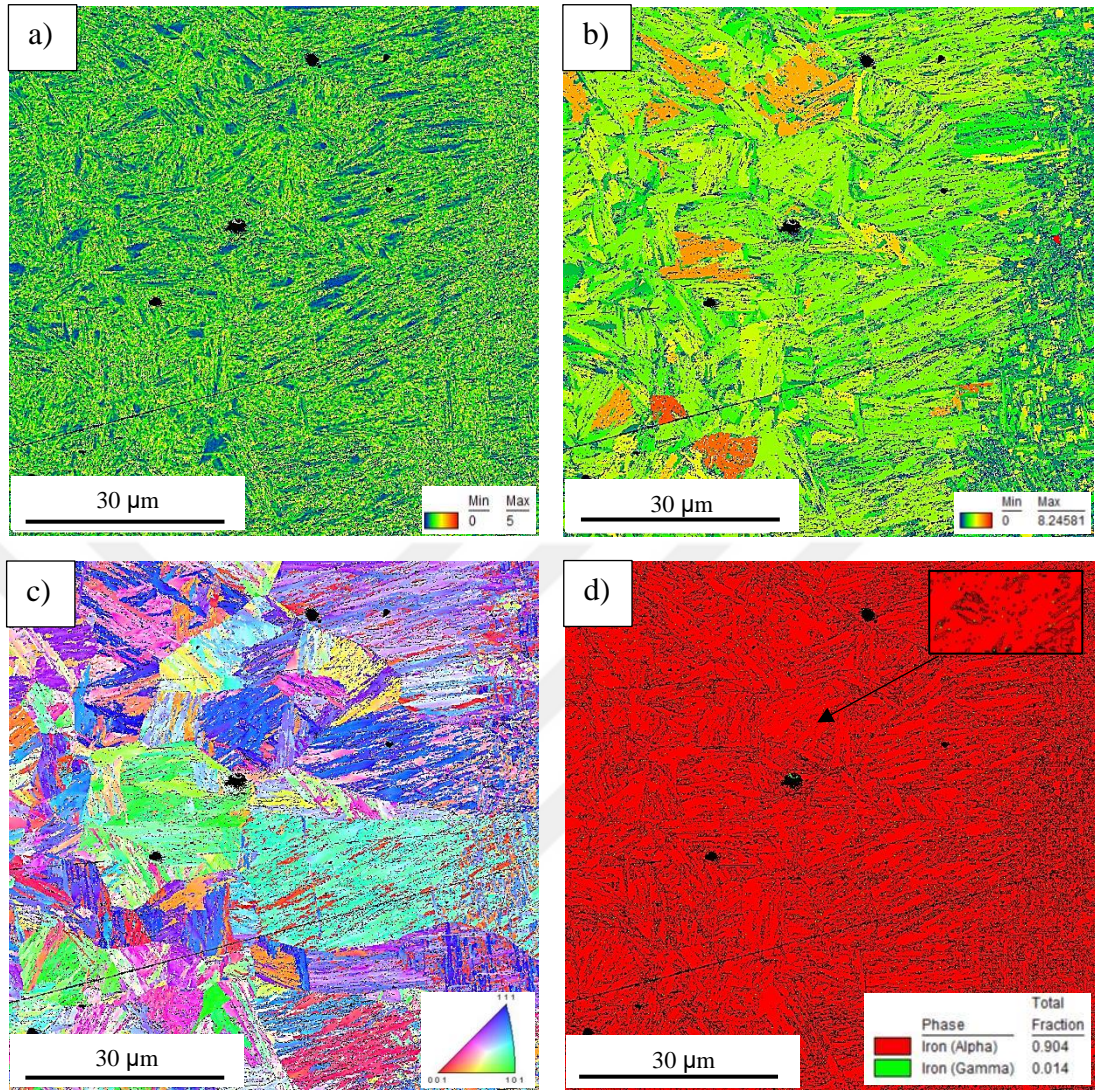 a)
30 µm
Min Max
0 5
b)
30 µm
Min Max
0 8.24581
c)
30 µm
111
001 101
d)
30 µm
Total
Phase Fraction
Iron (Alpha) 0.904
Iron (Gamma) 0.014